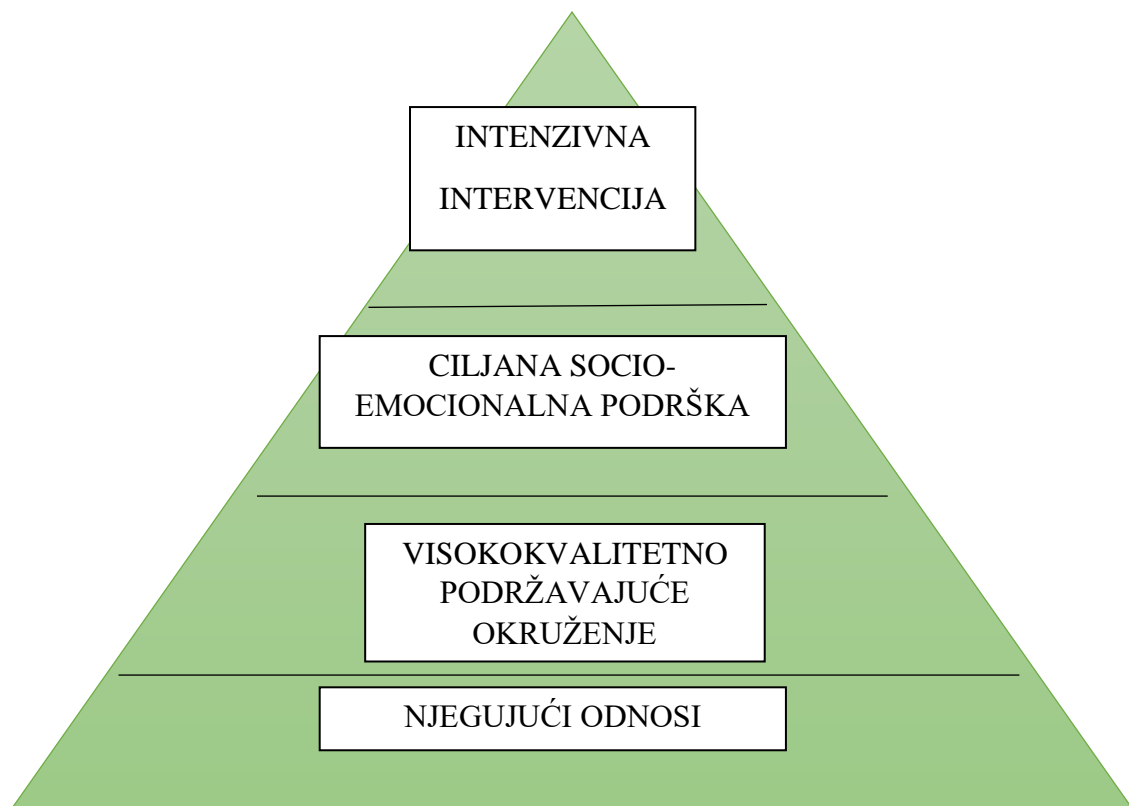 INTENZIVNA
INTERVENCIJA
CILJANA SOCIO-
EMOCIONALNA PODRŠKA
VISOKOKVALITETNO
PODRŽAVAJUĆE
OKRUŽENJE
NJEGUJUĆI ODNOSI